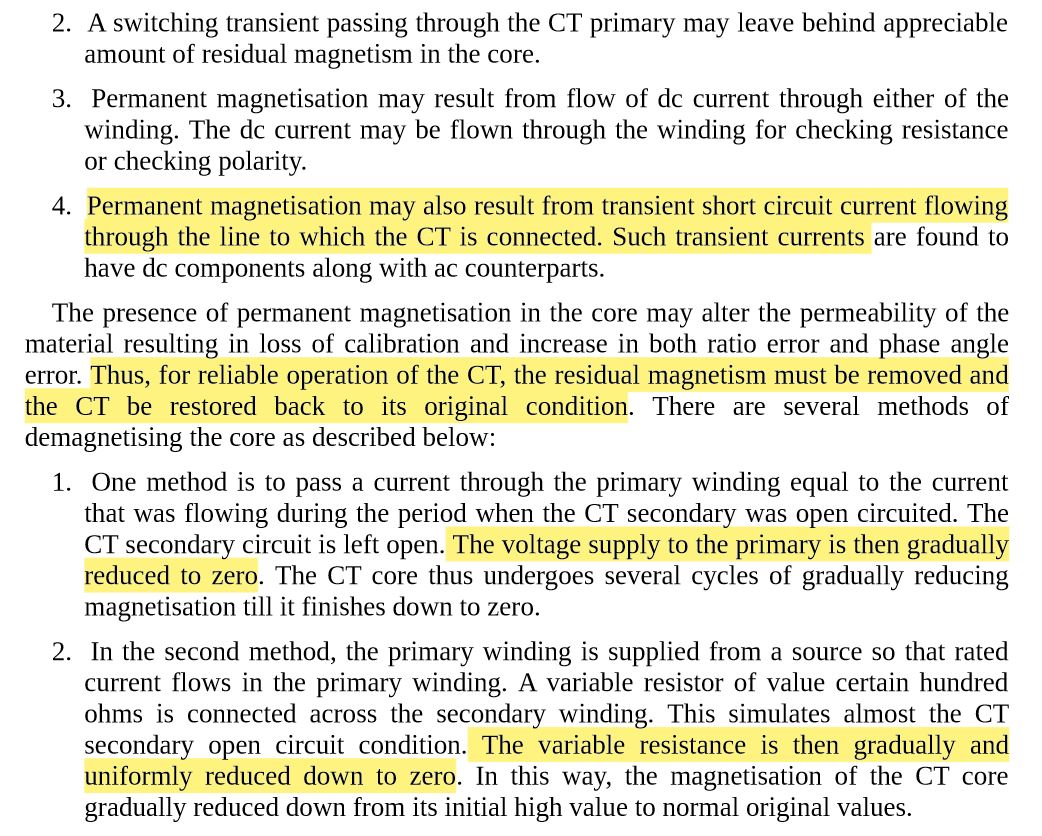 2. A switching transient passing through the CT primary may leave behind appreciable
amount of residual magnetism in the core.
3. Permanent magnetisation may result from flow of dc current through either of the
winding. The dc current may be flown through the winding for checking resistance
or checking polarity.
4. Permanent magnetisation may also result from transient short circuit current flowing
through the line to which the CT is connected. Such transient currents are found to
have dc components along with ac counterparts.
The presence of permanent magnetisation in the core may alter the permeability of the
material resulting in loss of calibration and increase in both ratio error and phase angle
error. Thus, for reliable operation of the CT, the residual magnetism must be removed and
the CT be restored back to its original condition. There are several methods of
demagnetising the core as described below:
1. One method is to pass a current through the primary winding equal to the current
that was flowing during the period when the CT secondary was open circuited. The
CT secondary circuit is left open. The voltage supply to the primary is then gradually
reduced to zero. The CT core thus undergoes several cycles of gradually reducing
magnetisation till it finishes down to zero.
2. In the second method, the primary winding is supplied from a source so that rated
current flows in the primary winding. A variable resistor of value certain hundred
ohms is connected across the secondary winding. This simulates almost the CT
secondary open circuit condition. The variable resistance is then gradually and
uniformly reduced down to zero. In this way, the magnetisation of the CT core
gradually reduced down from its initial high value to normal original values.